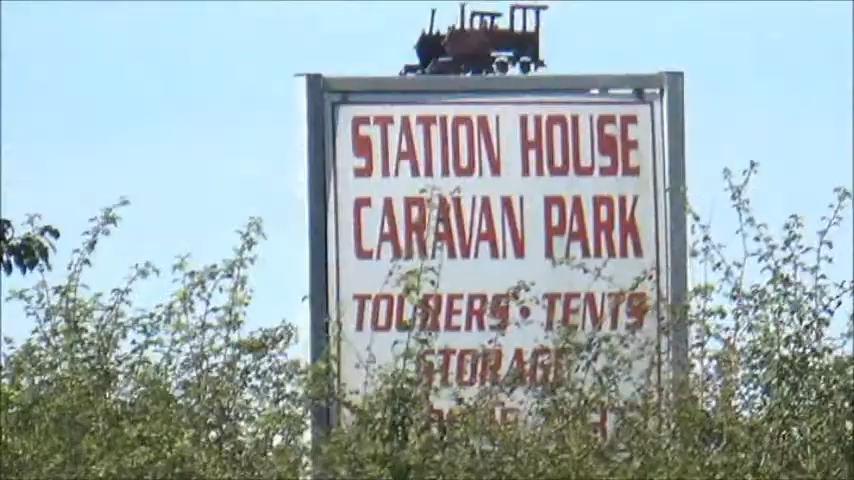 STATION HOUSE
CARAVAN PARK
TOURERS • TENTS
STORAGE